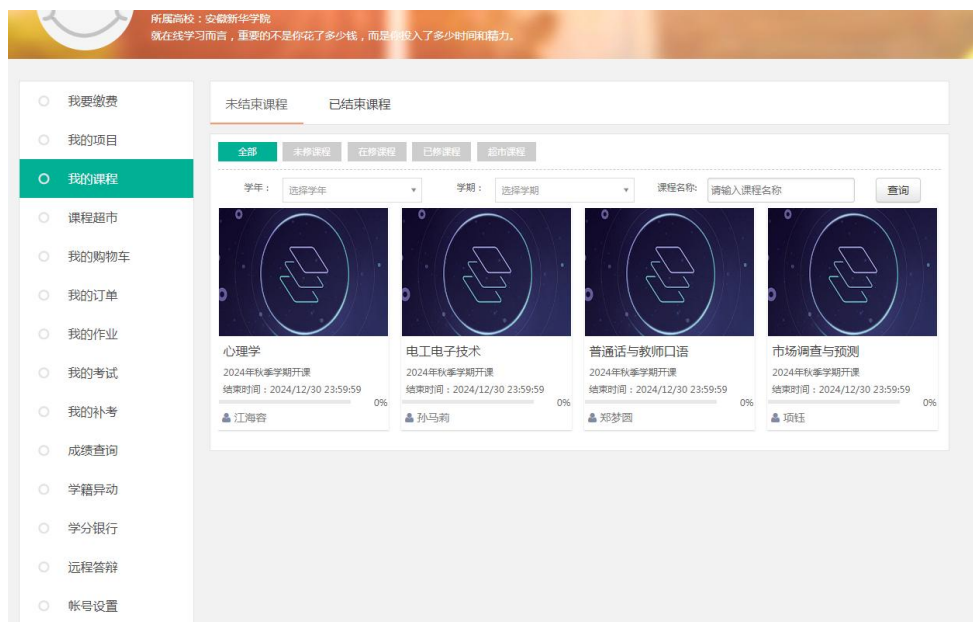 所属高校：安徽新华学院
就在线学习而言，重要的不是你花了多少钱，而是你投入了多少时间和精力。
我要缴费
我的项目
我的课程
课程超市
我的购物车
我的订单
我的作业
我的考试
我的补考
成绩查询
学籍异动
学分银行
远程答辩
帐号设置
未结束课程 已结束课程
全部 未修课程 在修课程 已修课程 超市课程
学年： 选择学年 学期： 选择学期 课程名称: 请输入课程名称 查询
心理学
2024年秋季学期开课
结束时间：2024/12/30 23:59:59
0%
江海容
电工电子技术
2024年秋季学期开课
结束时间：2024/12/30 23:59:59
0%
孙马莉
普通话与教师口语
2024年秋季学期开课
结束时间：2024/12/30 23:59:59
0%
郑梦圆
市场调查与预测
2024年秋季学期开课
结束时间：2024/12/30 23:59:59
0%
项钰